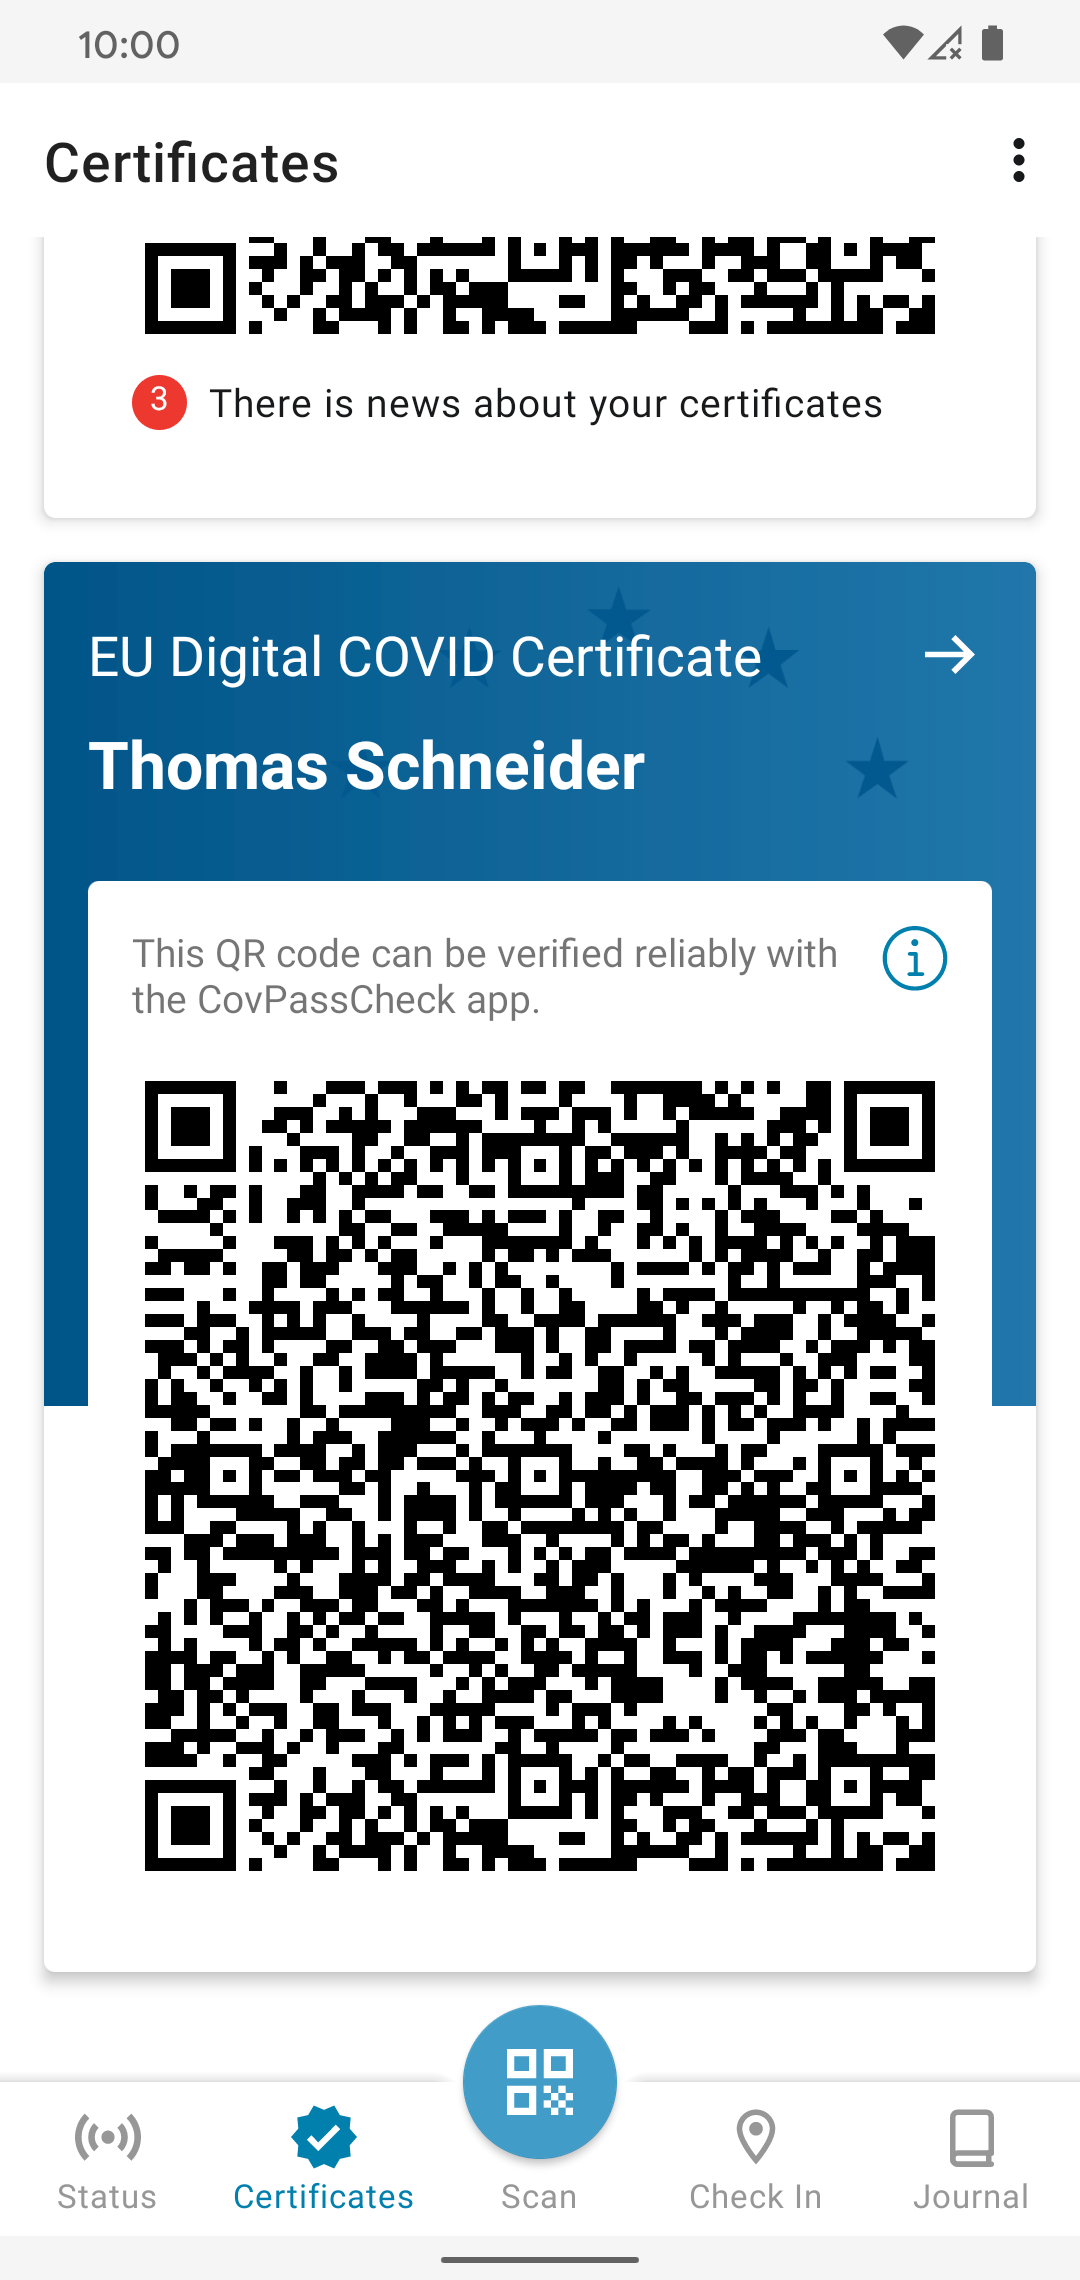 10:00
Certificates
3 There is news about your certificates
EU Digital COVID Certificate
Thomas Schneider
This QR code can be verified reliably with
the CovPassCheck app.
Status Certificates Scan Check In Journal